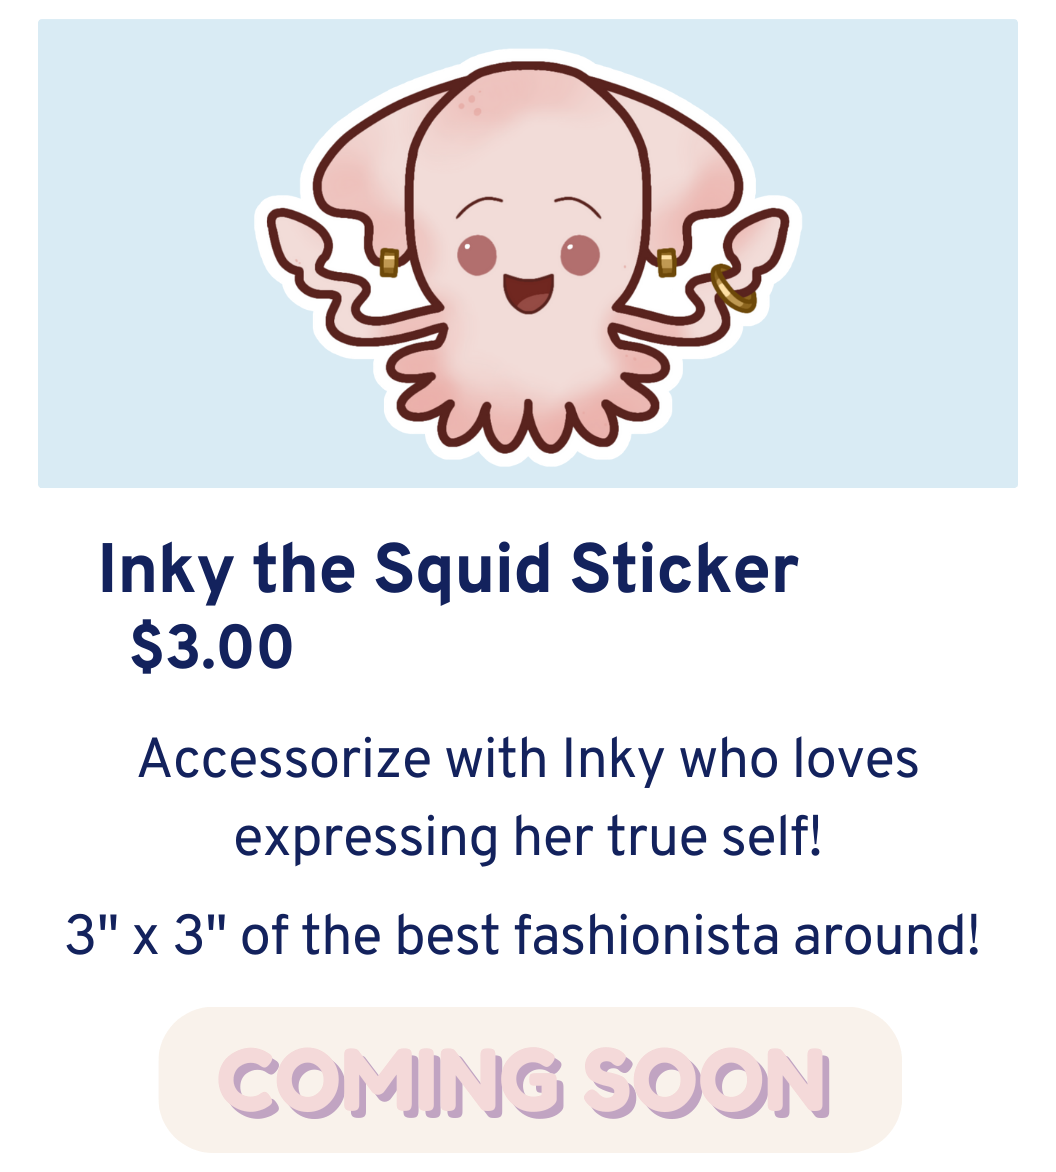 Inky the Squid Sticker
$3.00
Accessorize with Inky who loves
expressing her true self!
3" x 3" of the best fashionista around!
COMING SOON